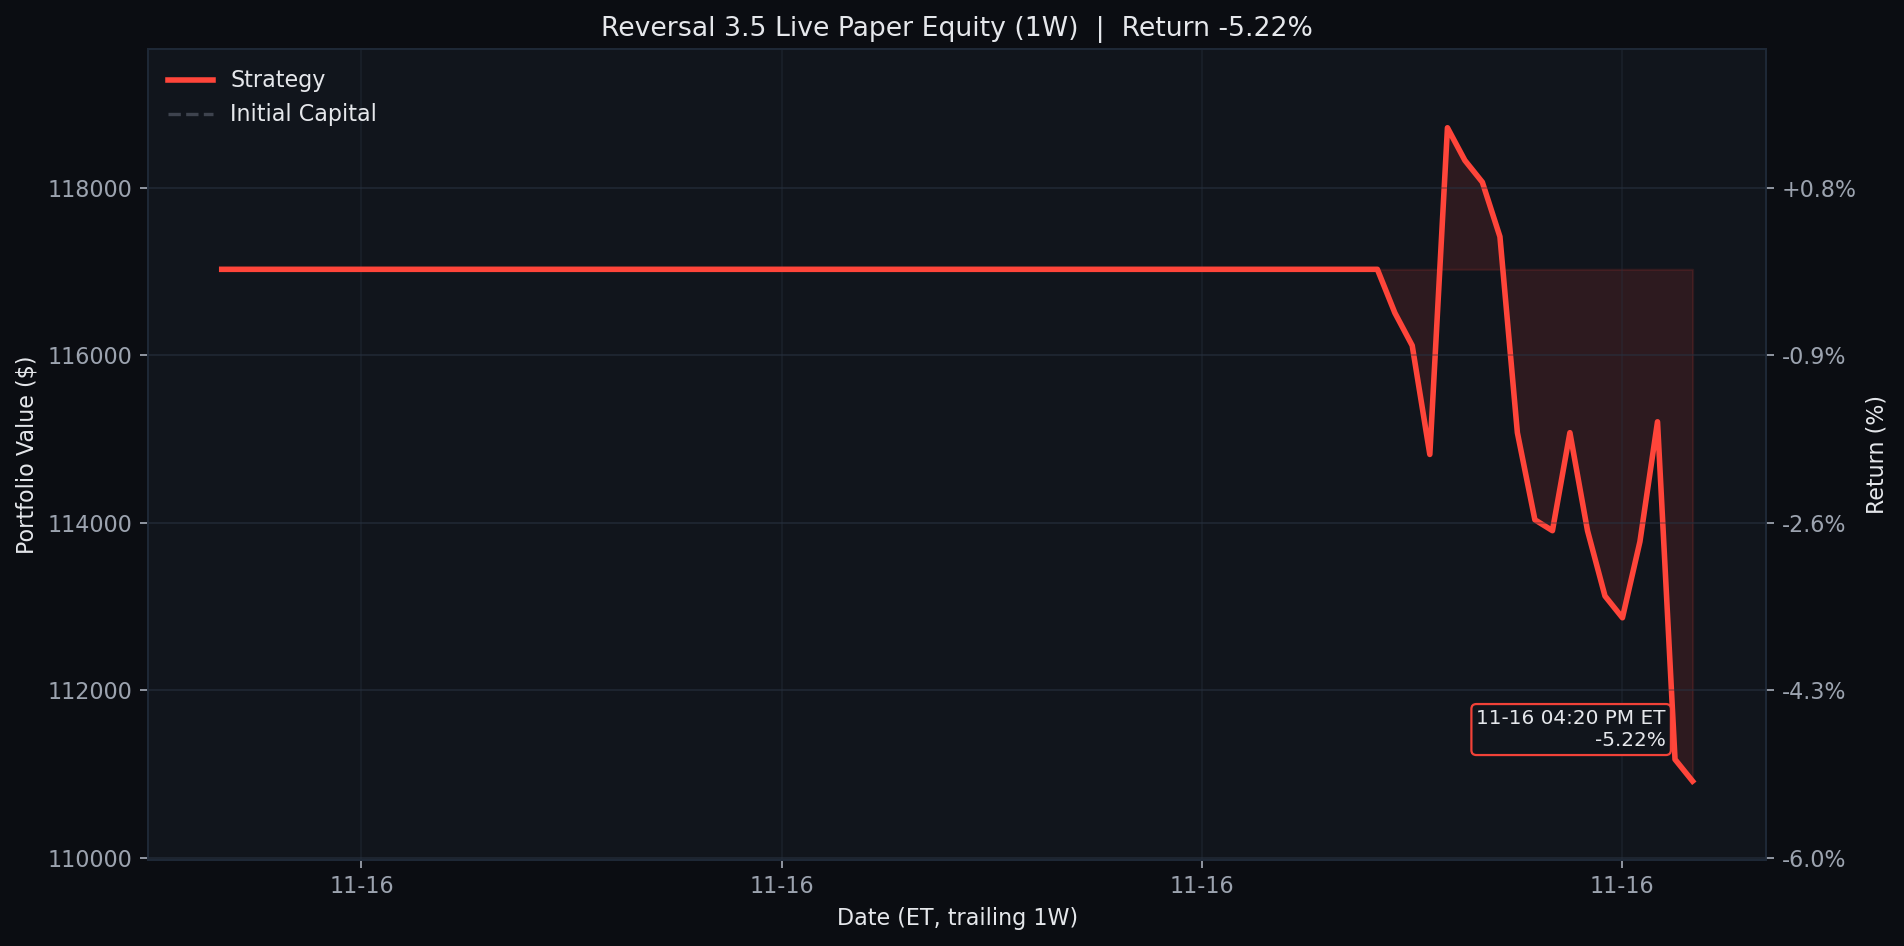 Reversal 3.5 Live Paper Equity (1W)  |  Return -5.22%
Strategy
Initial Capital
118000
116000
114000
112000
110000
Portfolio Value ($)
+0.8%
-0.9%
-2.6%
-4.3%
-6.0%
Return (%)
11-16 04:20 PM ET
-5.22%
11-16
11-16
11-16
11-16
Date (ET, trailing 1W)